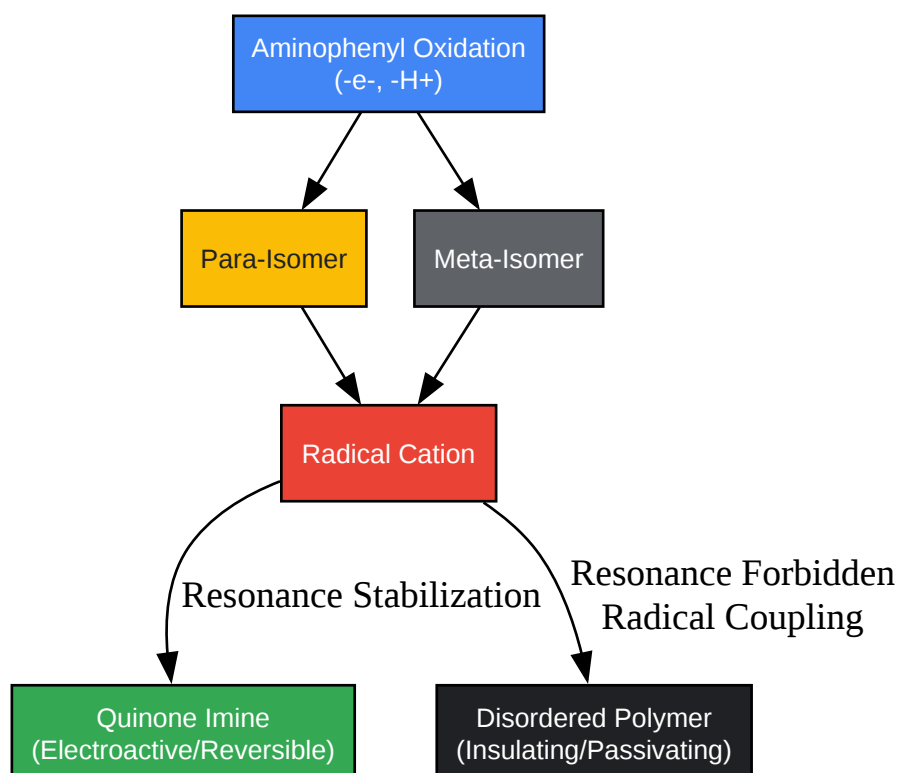 Aminophenyl Oxidation
(-e-, -H+)
Para-Isomer
Meta-Isomer
Radical Cation
Resonance Stabilization
Resonance Forbidden
Radical Coupling
Quinone Imine
(Electroactive/Reversible)
Disordered Polymer
(Insulating/Passivating)